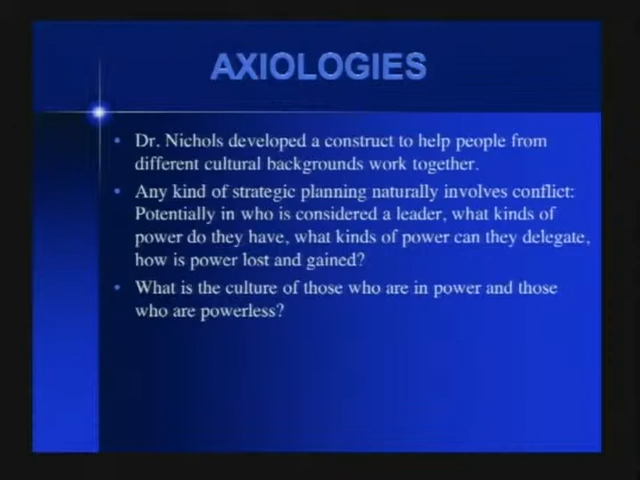 AXIOLOGIES
• Dr. Nichols developed a construct to help people from
different cultural backgrounds work together.
• Any kind of strategic planning naturally involves conflict:
Potentially in who is considered a leader, what kinds of
power do they have, what kinds of power can they delegate,
how is power lost and gained?
• What is the culture of those who are in power and those
who are powerless?